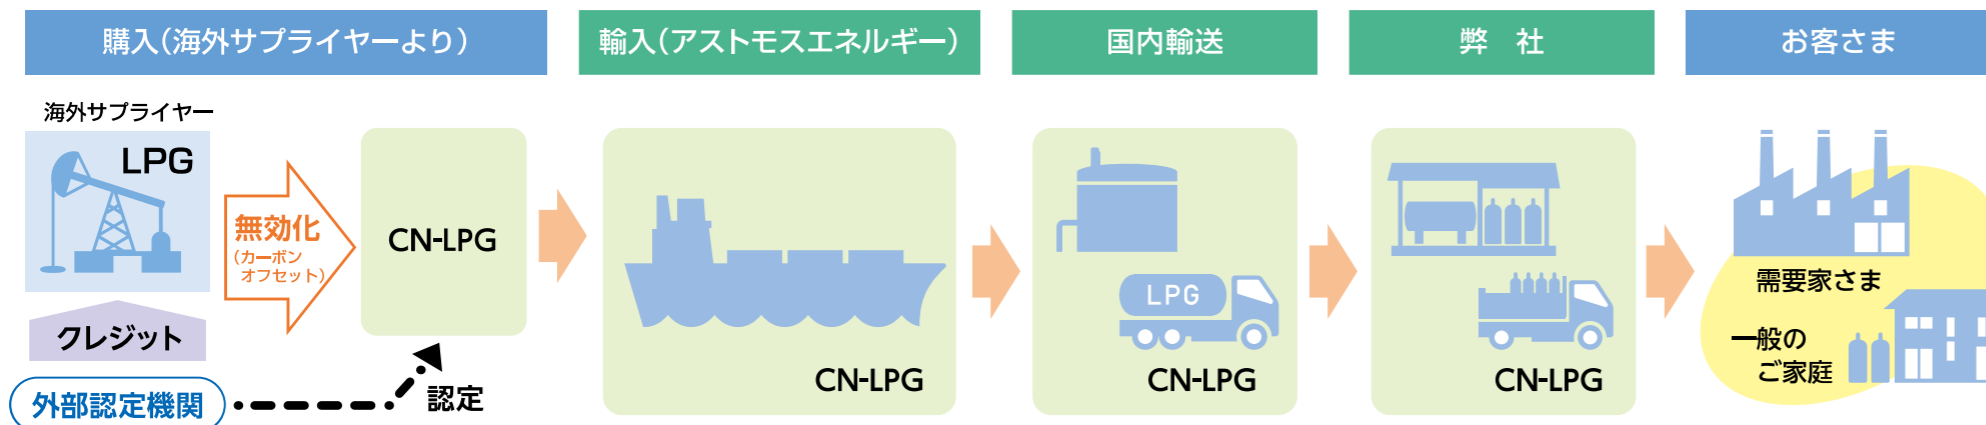 購入(海外サプライヤーより)
輸入(アストモスエネルギー)
国内輸送
弊 社
お客さま
海外サプライヤー
LPG
無効化
(カーボン
オフセット)
CN-LPG
クレジット
外部認定機関
認定
CN-LPG
LPG
CN-LPG
CN-LPG
需要家さま
一般の
ご家庭